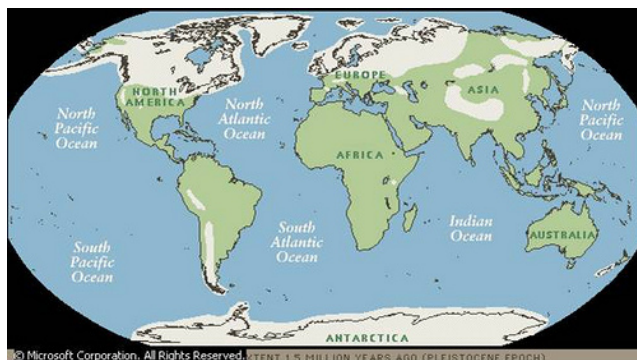 NORTH
AMERICA
EUROPE
ASIA
North
Pacific
Ocean
North
Atlantic
Ocean
North
Pacific
Ocean
AFRICA
South
Pacific
Ocean
South
Atlantic
Ocean
Indian
Ocean
AUSTRALIA
ANTARCTICA
© Microsoft Corporation. All Rights Reserved. 1.5 MILLION YEARS AGO (PLEISTOCENE EPOCH)